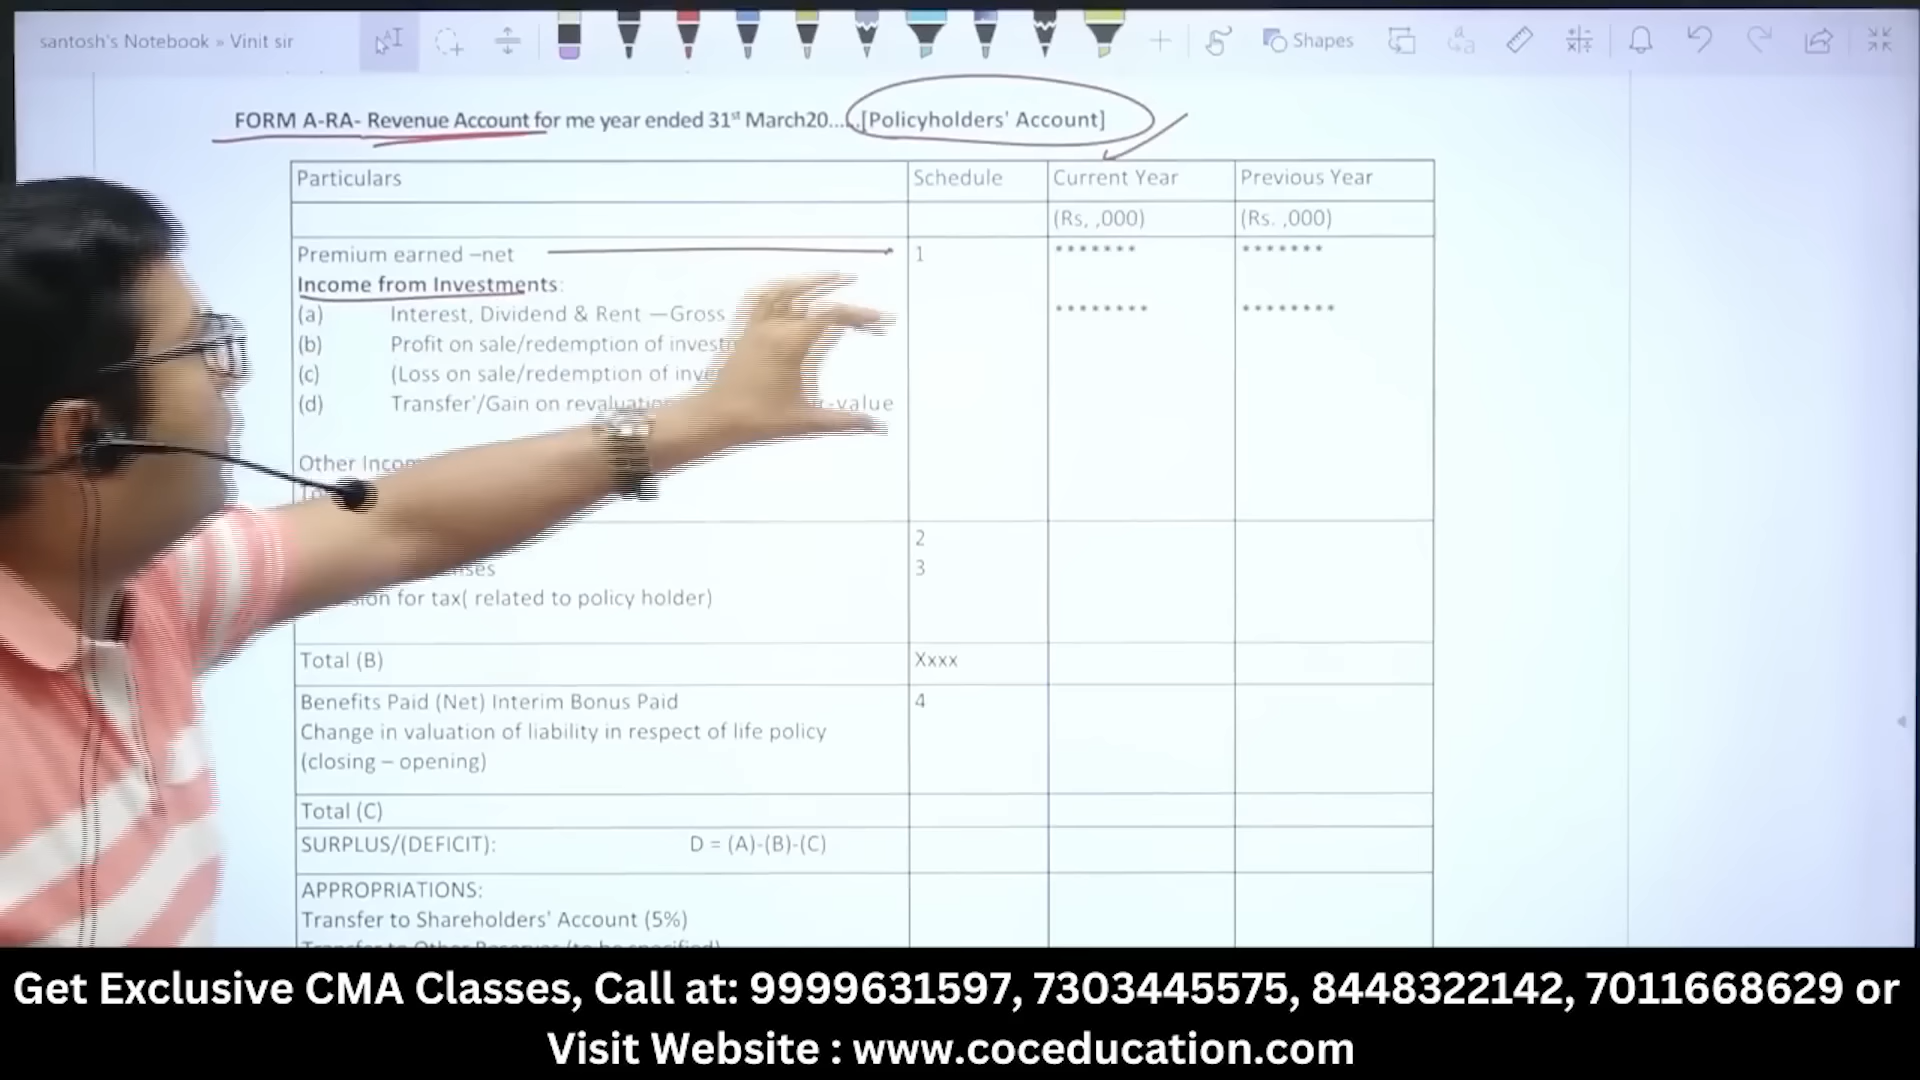 santosh's Notebook » Vinit sir
Shapes
FORM A-RA- Revenue Account for me year ended 31st March20.....[Policyholders' Account]
Particulars Schedule Current Year Previous Year
(Rs, ,000) (Rs. ,000)
Premium earned –net 1 ******* *******
Income from Investments:
(a) Interest, Dividend & Rent —Gross ******** ********
(b) Profit on sale/redemption of
(c) (Loss on sale/redemption of
(d) Transfer'/Gain on -value
Other
2
3
for tax( related to policy holder)
Total (B) Xxxx
Benefits Paid (Net) Interim Bonus Paid 4
Change in valuation of liability in respect of life policy
(closing – opening)
Total (C)
SURPLUS/(DEFICIT): D = (A)-(B)-(C)
APPROPRIATIONS:
Transfer to Shareholders' Account (5%)
Get Exclusive CMA Classes, Call at: 9999631597, 7303445575, 8448322142, 7011668629 or
Visit Website : www.coceducation.com